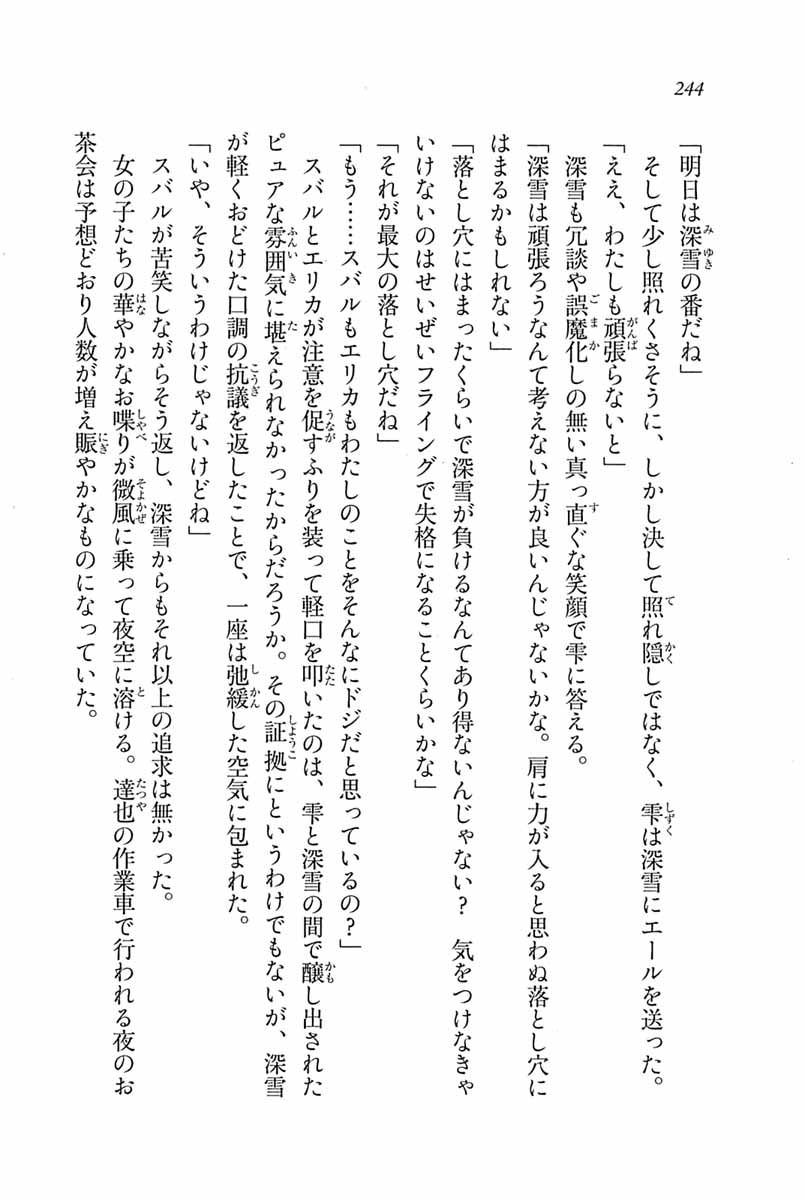 244
「明日は深雪の番だね」
そして少し照れくさそうに、しかし決して照れ隠しではなく、雫は深雪にエールを送った。
「ええ、わたしも頑張らないと」
深雪も冗談や誤魔化しの無い真っ直ぐな笑顔で雫に答える。
「深雪は頑張ろうなんて考えない方が良いんじゃないかな。肩に力が入ると思わぬ落とし穴に
はまるかもしれない」
「落とし穴にはまったくらいで深雪が負けるなんてあり得ないんじゃない？　気をつけなきゃ
いけないのはせいぜいフライングで失格になることくらいかな」
「それが最大の落とし穴だね」
「もう……スバルもエリカもわたしのことをそんなにドジだと思っているの？」
スバルとエリカが注意を促すふりを装って軽口を叩いたのは、雫と深雪の間で醸し出された
ピュアな雰囲気に堪えられなかったからだろうか。その証拠にというわけでもないが、深雪
が軽くおどけた口調の抗議を返したことで、一座は弛緩した空気に包まれた。
「いや、そういうわけじゃないけどね」
スバルが苦笑しながらそう返し、深雪からもそれ以上の追求は無かった。
女の子たちの華やかなお喋りが微風に乗って夜空に溶ける。達也の作業車で行われる夜のお
茶会は予想どおり人数が増え賑やかなものになっていた。